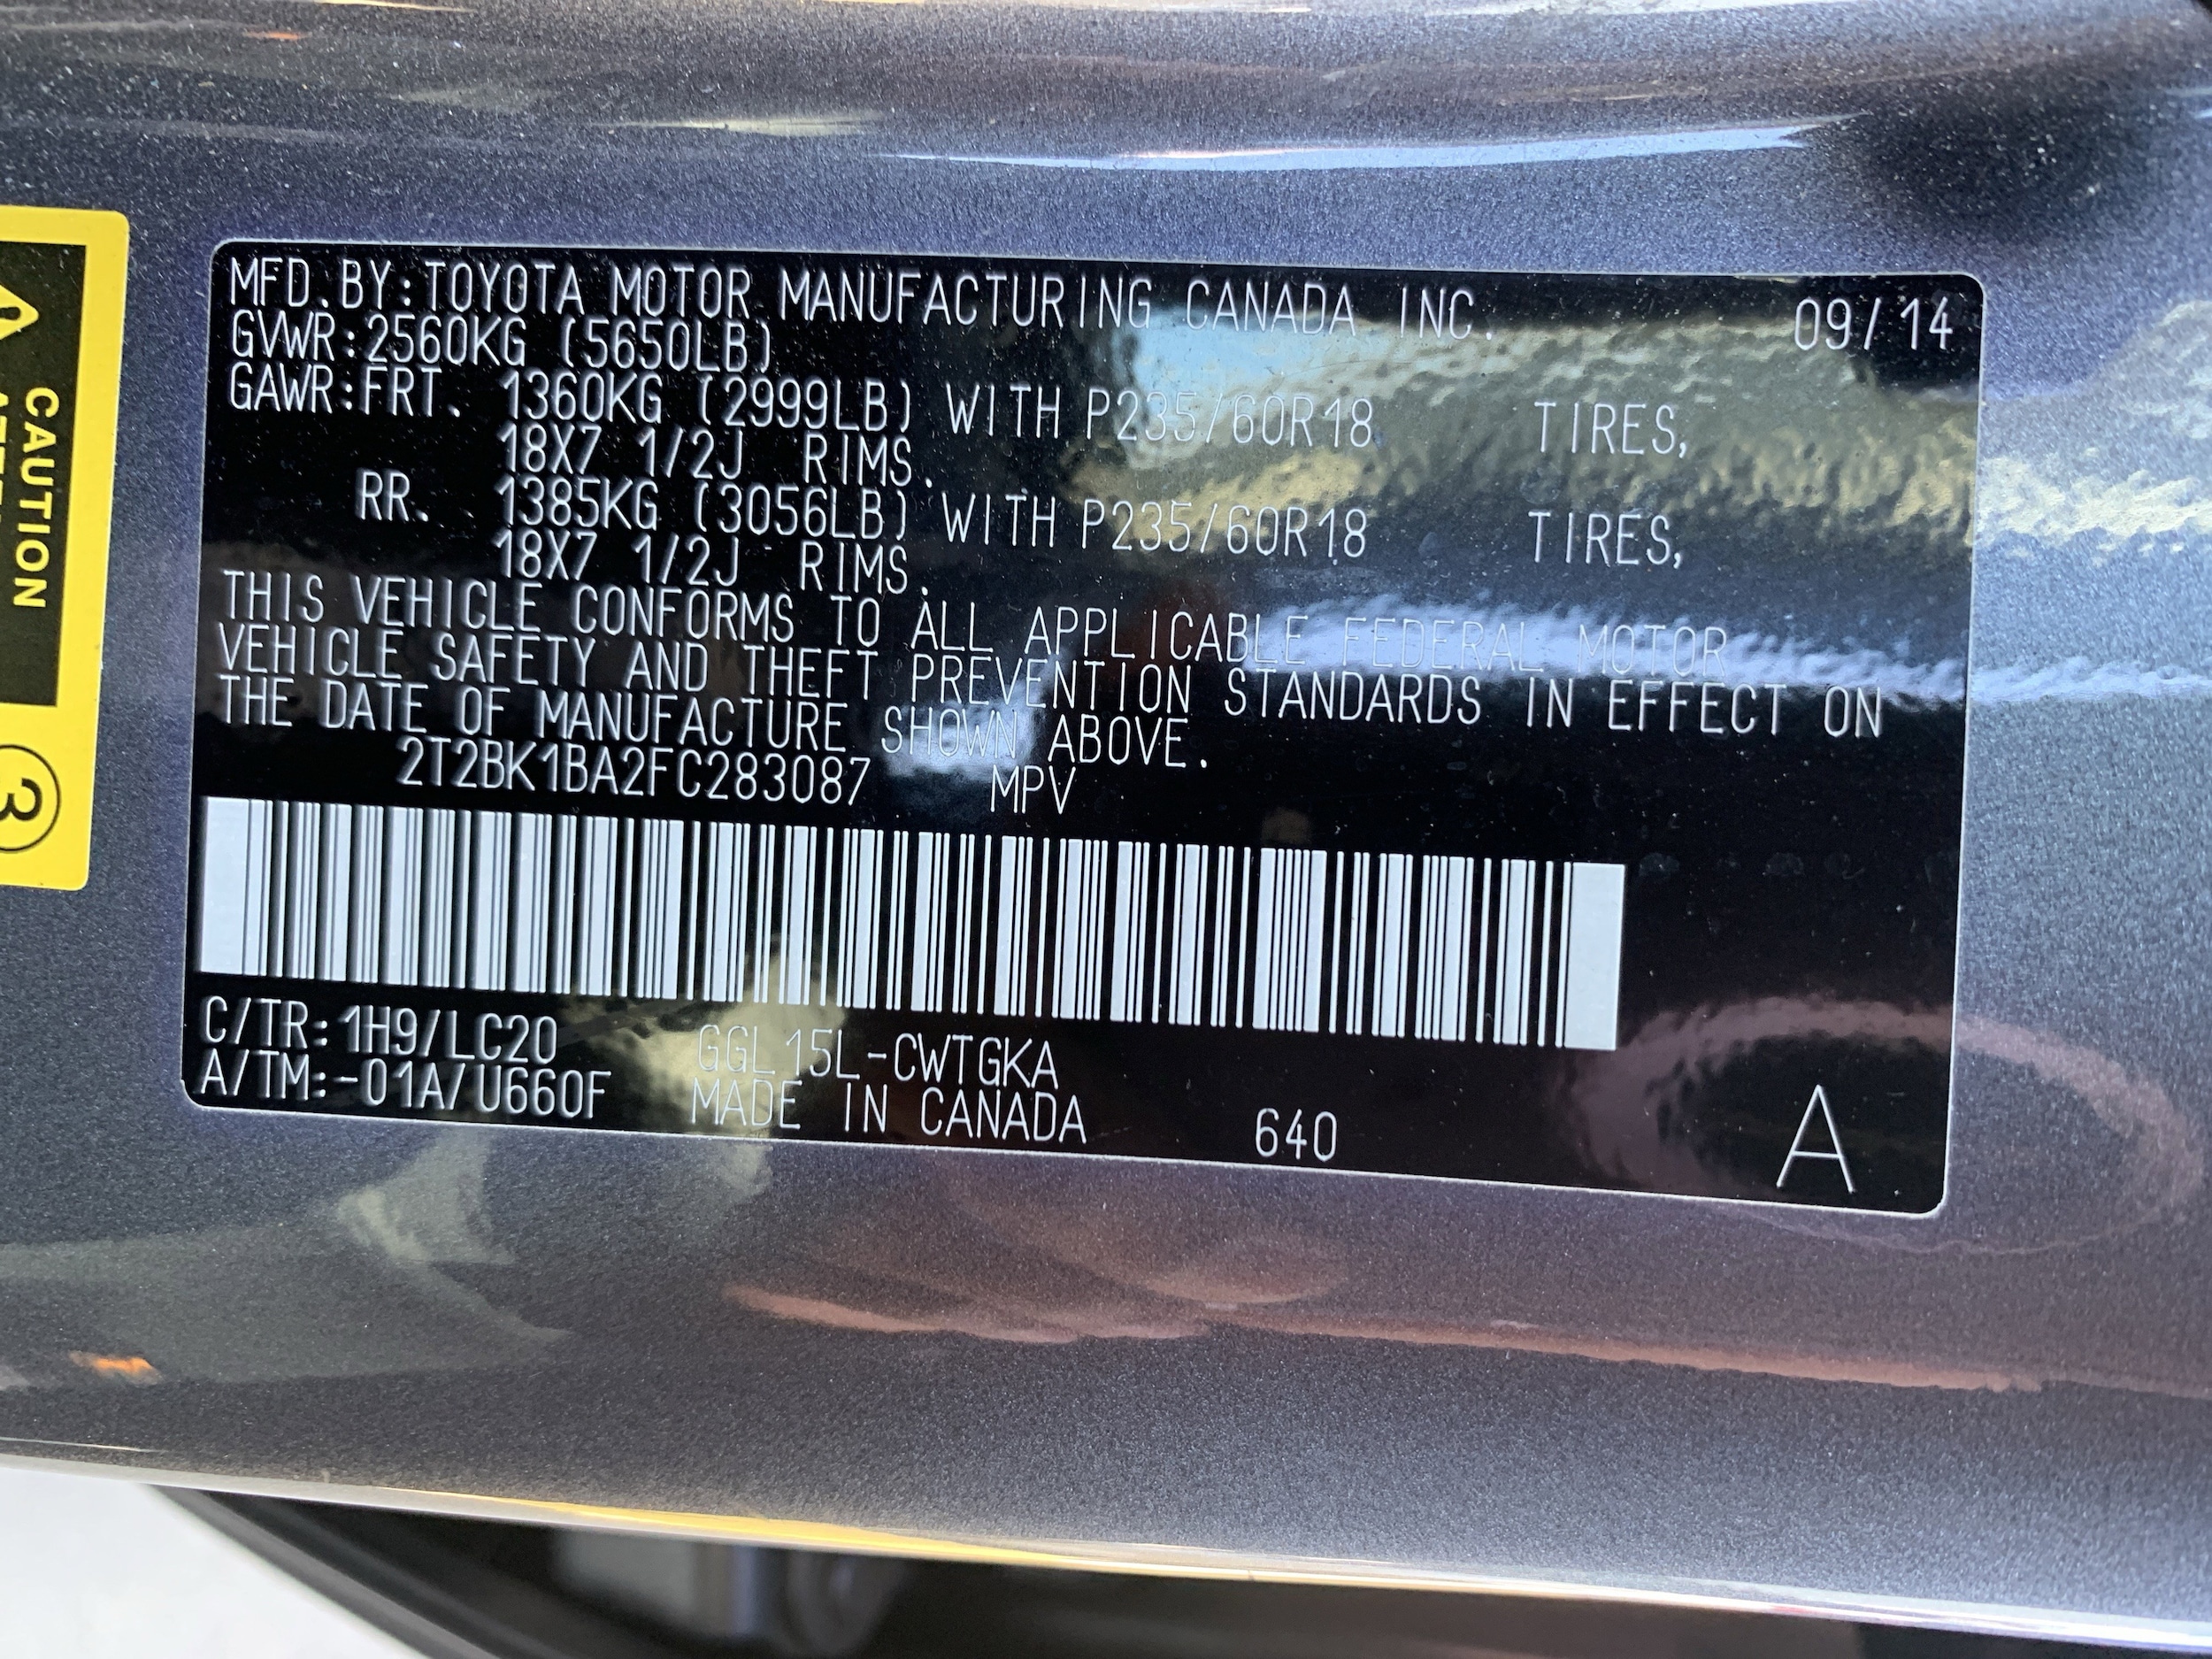 MFD.BY:TOYOTA MOTOR MANUFACTURING CANADA INC. 09/14
GVWR:2560KG (5650LB)
GAWR:FRT. 1360KG (2999LB) WITH P235/60R18 TIRES,
18X7 1/2J RIMS.
RR. 1385KG (3056LB) WITH P235/60R18 TIRES,
18X7 1/2J RIMS.
THIS VEHICLE CONFORMS TO ALL APPLICABLE FEDERAL MOTOR
VEHICLE SAFETY AND THEFT PREVENTION STANDARDS IN EFFECT ON
THE DATE OF MANUFACTURE SHOWN ABOVE.
2T2BK1BA2FC283087 MPV
C/TR:1H9/LC20 GGL15L-CWTGKA
A/TM:-01A/U660F MADE IN CANADA 640 A
CAUTION
3